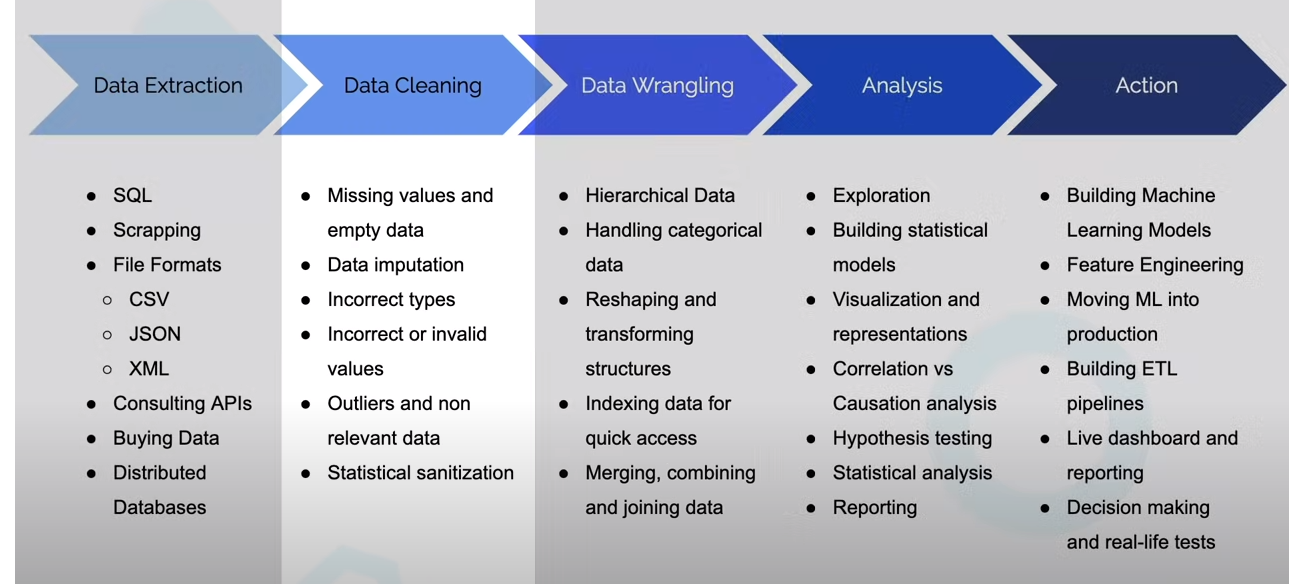 Data Extraction
Data Cleaning
Data Wrangling
Analysis
Action
SQL
Scrapping
File Formats
CSV
JSON
XML
Consulting APIs
Buying Data
Distributed
Databases
Missing values and
empty data
Data imputation
Incorrect types
Incorrect or invalid
values
Outliers and non
relevant data
Statistical sanitization
Hierarchical Data
Handling categorical
data
Reshaping and
transforming
structures
Indexing data for
quick access
Merging, combining
and joining data
Exploration
Building statistical
models
Visualization and
representations
Correlation vs
Causation analysis
Hypothesis testing
Statistical analysis
Reporting
Building Machine
Learning Models
Feature Engineering
Moving ML into
production
Building ETL
pipelines
Live dashboard and
reporting
Decision making
and real-life tests